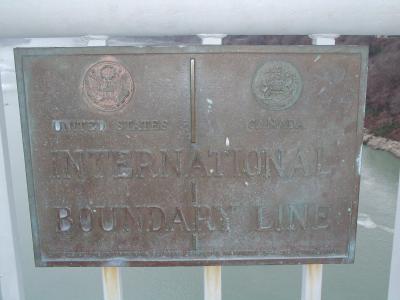 UNITED STATES CANADA
INTERNATIONAL
BOUNDARY LINE